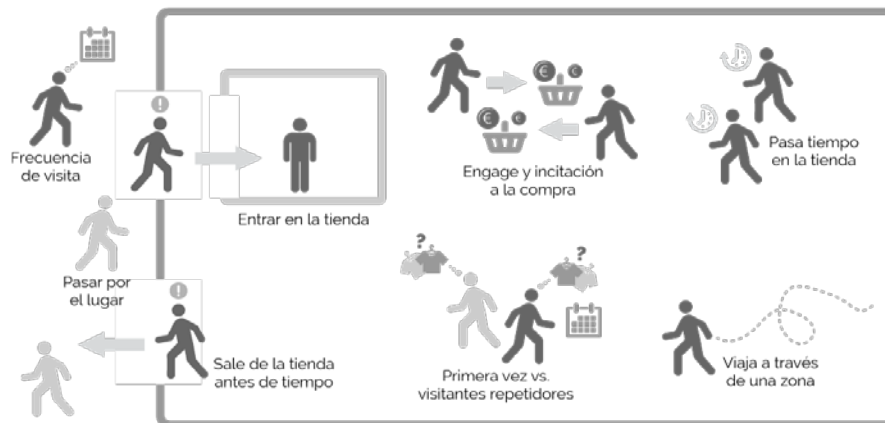 Frecuencia
de visita
Entrar en la tienda
Engage y incitación
a la compra
Pasa tiempo
en la tienda
Pasar por
el lugar
Sale de la tienda
antes de tiempo
Primera vez vs.
visitantes repetidores
Viaja a través
de una zona